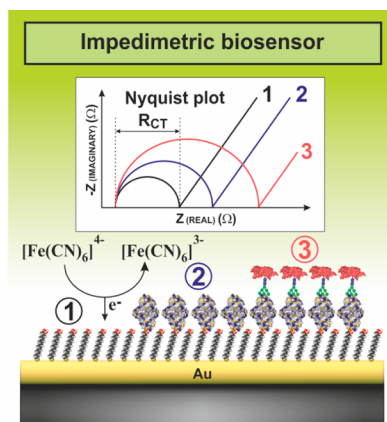 Impedimetric biosensor
Nyquist plot
R_CT
1
2
3
-Z (IMAGINARY) (Ω)
Z (REAL) (Ω)
[Fe(CN)₆]⁴⁻ [Fe(CN)₆]³⁻
e-
1
2
3
Au